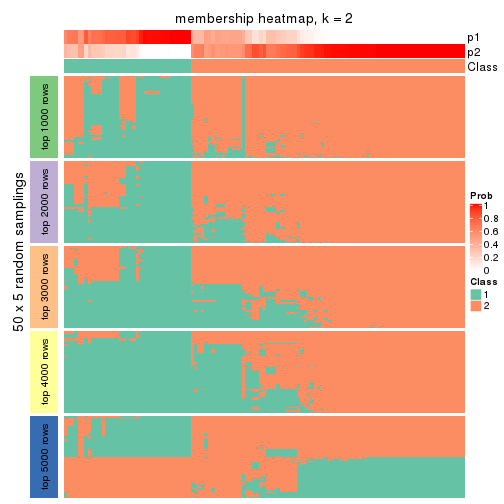 membership heatmap, k = 2
p1
p2
Class
50 x 5 random samplings
top 1000 rows
top 2000 rows
top 3000 rows
top 4000 rows
top 5000 rows
Prob
1
0.8
0.6
0.4
0.2
0
Class
1
2